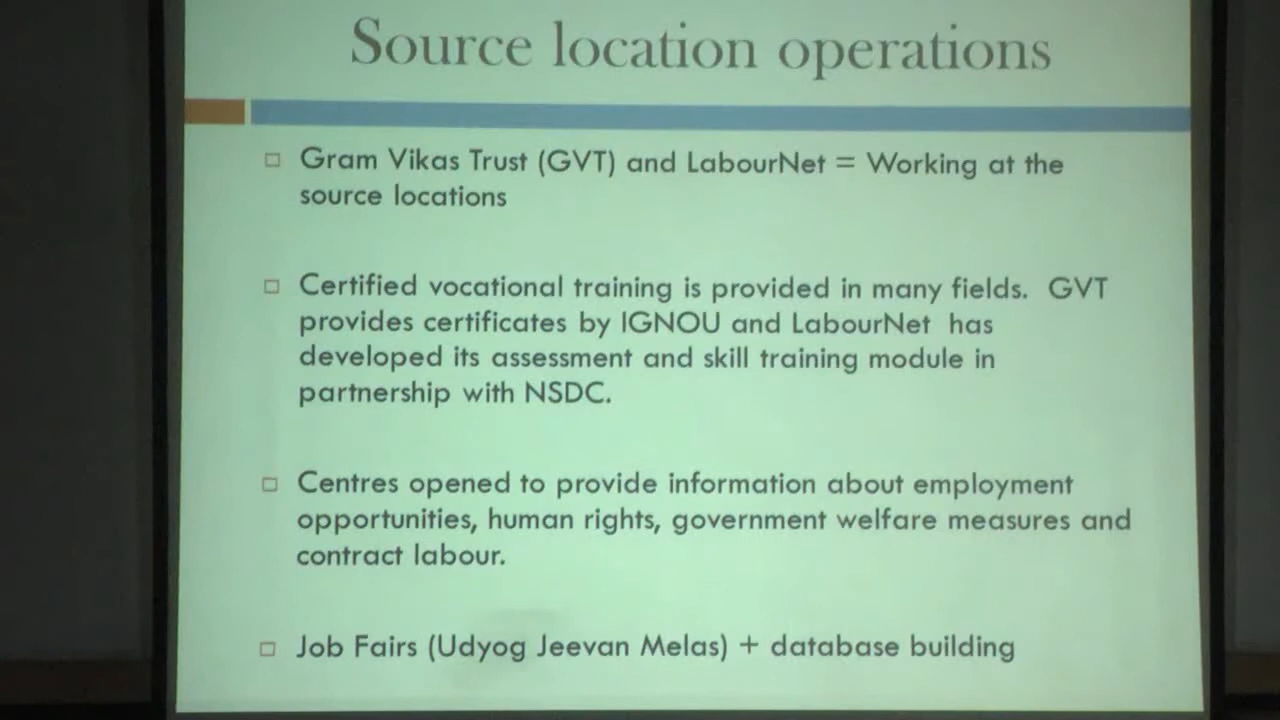 Source location operations
Gram Vikas Trust (GVT) and LabourNet = Working at the
source locations
Certified vocational training is provided in many fields. GVT
provides certificates by IGNOU and LabourNet has
developed its assessment and skill training module in
partnership with NSDC.
Centres opened to provide information about employment
opportunities, human rights, government welfare measures and
contract labour.
Job Fairs (Udyog Jeevan Melas) + database building